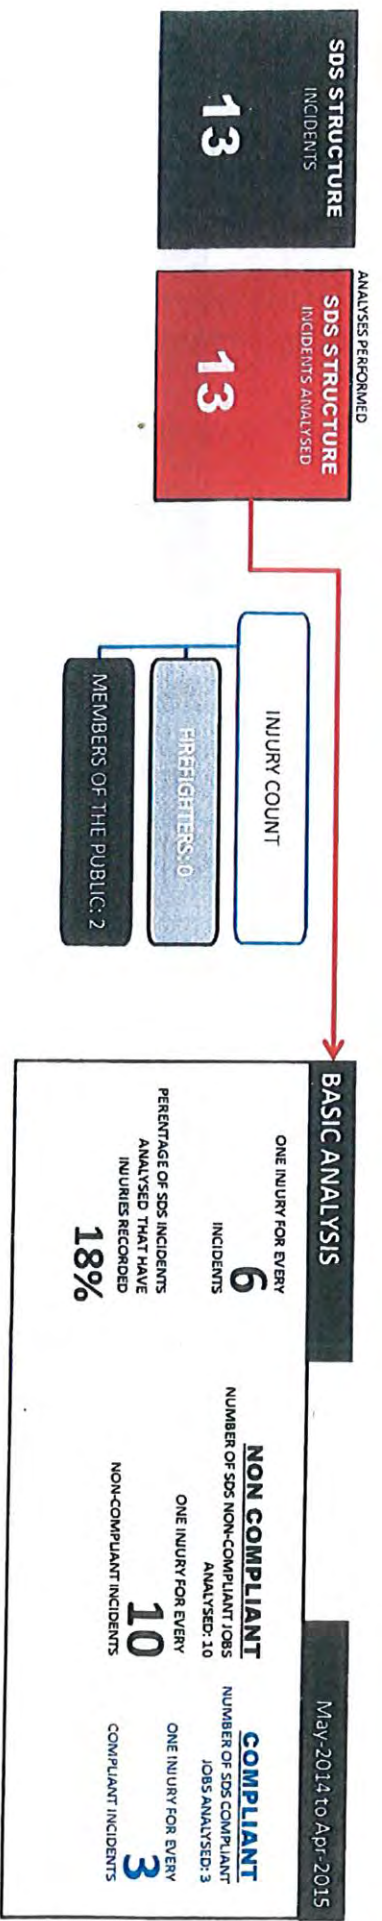 SDS STRUCTURE
INCIDENTS
13
ANALYSES PERFORMED
SDS STRUCTURE
INCIDENTS ANALYSED
13
INJURY COUNT
FIREFIGHTERS: 0
MEMBERS OF THE PUBLIC: 2
BASIC ANALYSIS
May-2014 to Apr-2015
ONE INJURY FOR EVERY
6
INCIDENTS
PERENTAGE OF SDS INCIDENTS
ANALYSED THAT HAVE
INJURIES RECORDED
18%
NON COMPLIANT
NUMBER OF SDS NON-COMPLIANT JOBS
ANALYSED: 10
ONE INJURY FOR EVERY
10
NON-COMPLIANT INCIDENTS
COMPLIANT
NUMBER OF SDS COMPLIANT
JOBS ANALYSED: 3
ONE INJURY FOR EVERY
3
COMPLIANT INCIDENTS